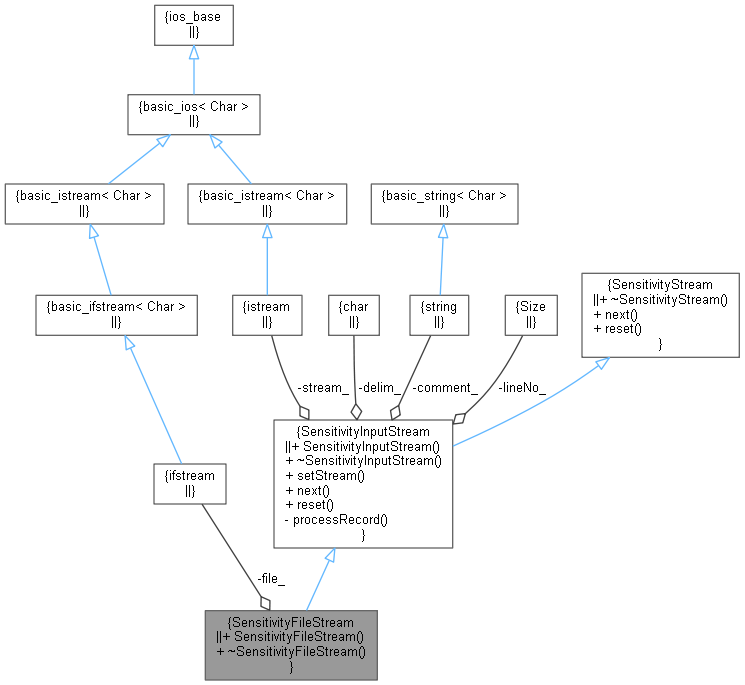 {ios_base
||}
{basic_ios< Char >
||}
{basic_istream< Char >
||}
{basic_istream< Char >
||}
{basic_string< Char >
||}
{SensitivityStream
||+ ~SensitivityStream()
+ next()
+ reset()
}
{basic_ifstream< Char >
||}
{istream
||}
{char
||}
{string
||}
{Size
||}
-stream_
-delim_
-comment_
-lineNo_
{SensitivityInputStream
||+ SensitivityInputStream()
+ ~SensitivityInputStream()
+ setStream()
+ next()
+ reset()
- processRecord()
}
{ifstream
||}
-file_
{SensitivityFileStream
||+ SensitivityFileStream()
+ ~SensitivityFileStream()
}